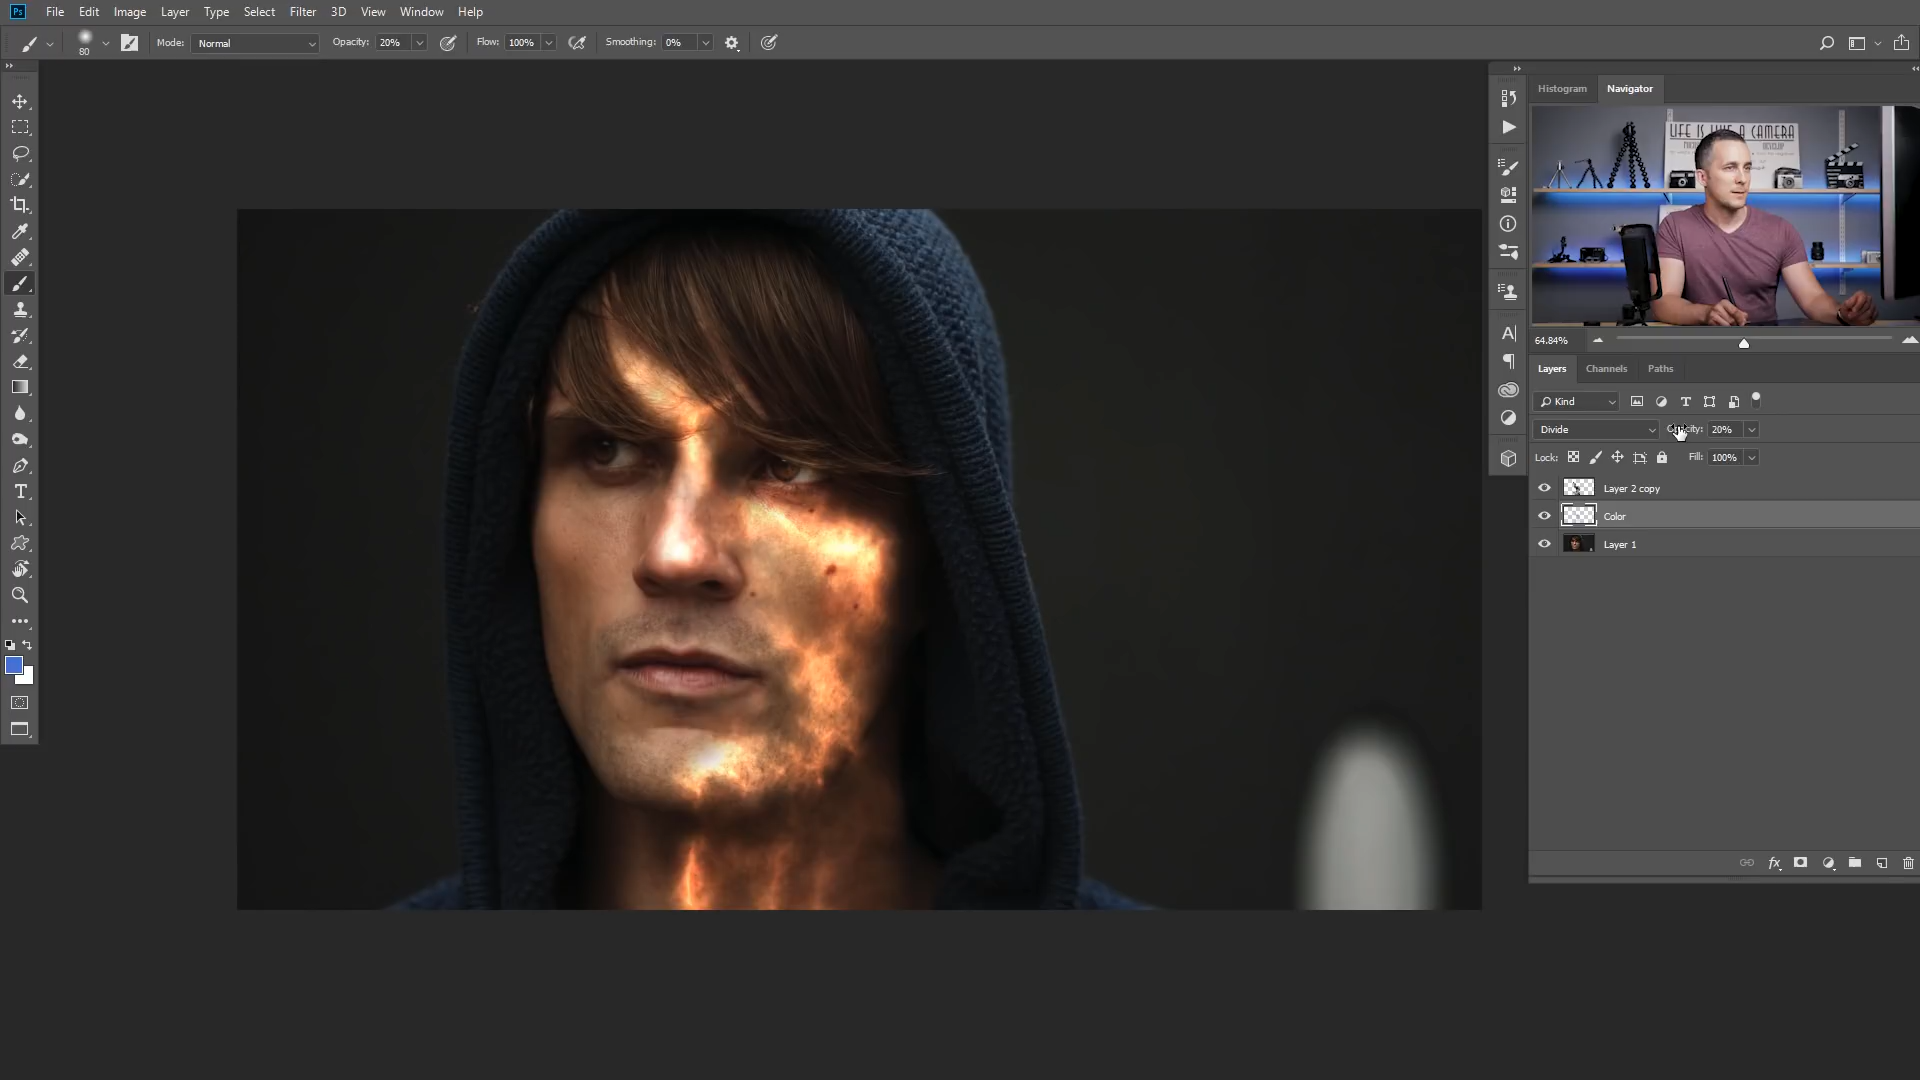 Ps File Edit Image Layer Type Select Filter 3D View Window Help
80 Mode: Normal Opacity: 20% Flow: 100% Smoothing: 0%
Histogram Navigator
LIFE IS LIKE A CAMERA
64.84%
Layers Channels Paths
Kind
Divide 20%
Lock: Fill: 100%
Layer 2 copy
Color
Layer 1
fx